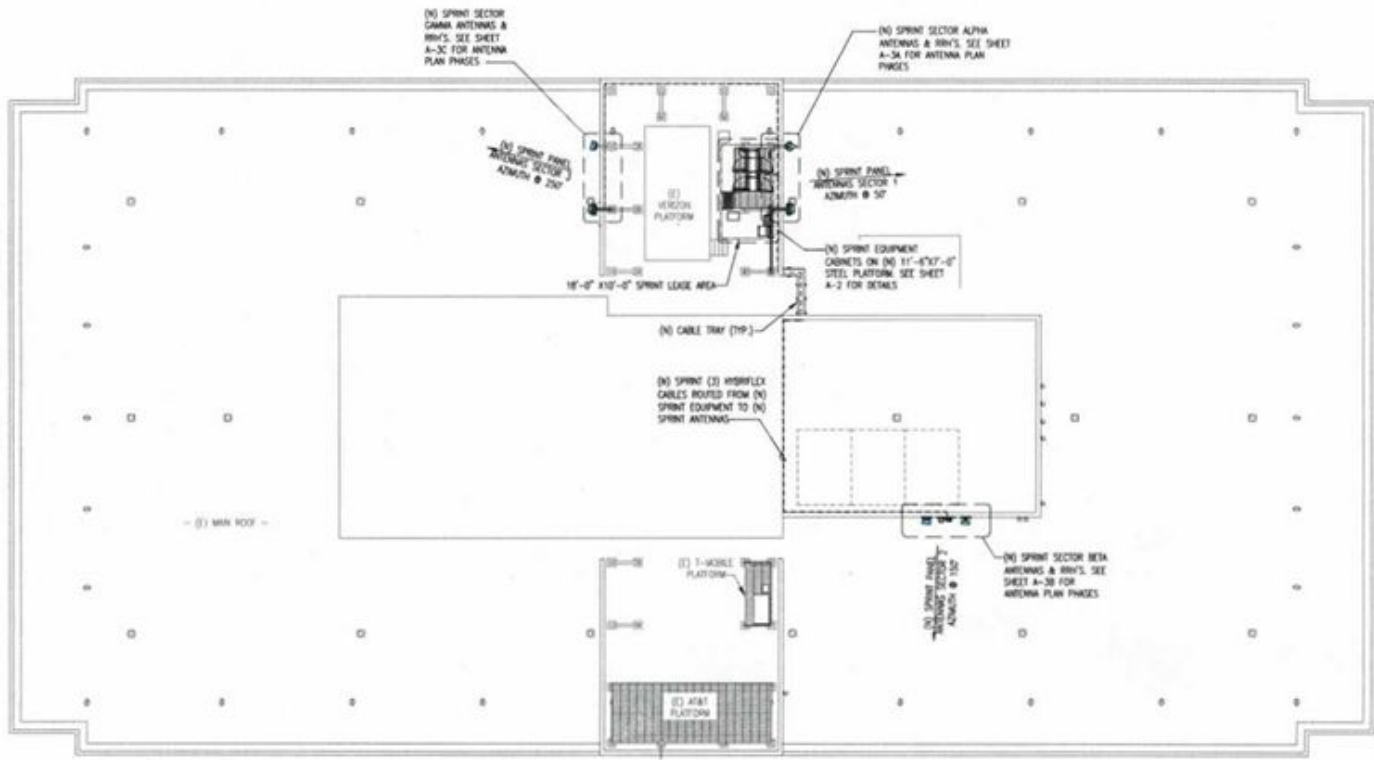 (N) SPRINT SECTOR
GAMMA ANTENNAS &
RRH'S. SEE SHEET
A-3C FOR ANTENNA
PLAN PHASES
(N) SPRINT SECTOR ALPHA
ANTENNAS & RRH'S. SEE SHEET
A-3A FOR ANTENNA PLAN
PHASES
(N) SPRINT PANEL
ANTENNAS SECTOR 3
AZIMUTH @ 250°
(E)
VERIZON
PLATFORM
(N) SPRINT PANEL
ANTENNAS SECTOR 1
AZIMUTH @ 50°
(N) SPRINT EQUIPMENT
CABINETS ON (N) 11'-6"X7'-0"
STEEL PLATFORM. SEE SHEET
A-2 FOR DETAILS
18'-0" X10'-0" SPRINT LEASE AREA
(N) CABLE TRAY (TYP.)
(N) SPRINT (3) HYBRIFLEX
CABLES ROUTED FROM (N)
SPRINT EQUIPMENT TO (N)
SPRINT ANTENNAS
- (E) MAIN ROOF -
(E) T-MOBILE
PLATFORM
(N) SPRINT PANEL
ANTENNAS SECTOR 2
AZIMUTH @ 150°
(N) SPRINT SECTOR BETA
ANTENNAS & RRH'S. SEE
SHEET A-3B FOR
ANTENNA PLAN PHASES
(E) AT&T
PLATFORM